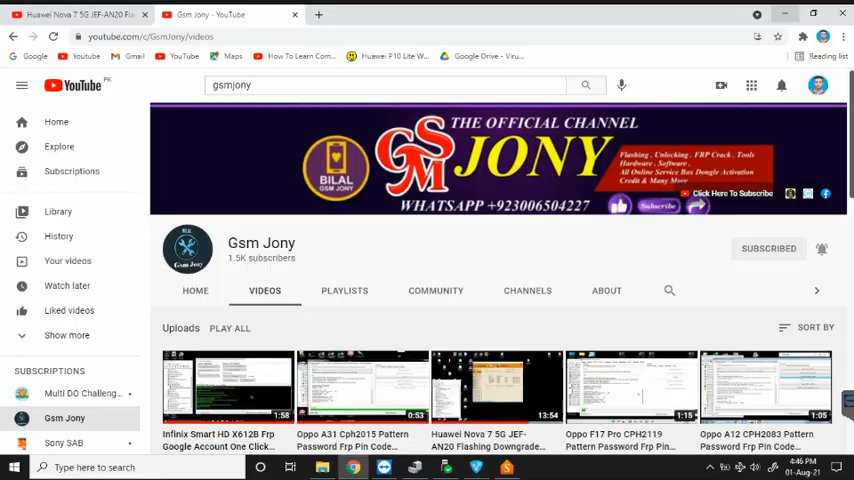 Huawei Nova 7 5G JEF-AN20 Fla
Gsm Jony - YouTube
youtube.com/c/GsmJony/videos
Google
Youtube
Gmail
YouTube
Maps
How To Learn Com...
Huawei P10 Lite W...
Google Drive - Viru...
Reading list
YouTube PK
gsmjony
Home
Explore
Subscriptions
Library
History
Your videos
Watch later
Liked videos
Show more
SUBSCRIPTIONS
Multi DO Challeng...
Gsm Jony
Sony SAB
THE OFFICIAL CHANNEL
GSM JONY
BILAL
GSM JONY
Flashing . Unlocking . FRP Crack . Tools
Hardware . Software .
All Online Service Box Dongle Activation
Credit & Many More
Click Here To Subscribe
WHATSAPP +923006504227
Subscribe
BILAL
Gsm Jony
Gsm Jony
1.5K subscribers
SUBSCRIBED
HOME
VIDEOS
PLAYLISTS
COMMUNITY
CHANNELS
ABOUT
Uploads
PLAY ALL
SORT BY
1:58
0:53
13:54
1:15
1:05
Infinix Smart HD X612B Frp
Google Account One Click...
Oppo A31 Cph2015 Pattern
Password Frp Pin Code...
Huawei Nova 7 5G JEF-
AN20 Flashing Downgrade...
Oppo F17 Pro CPH2119
Pattern Password Frp Pin...
Oppo A12 CPH2083 Pattern
Password Frp Pin Code...
Type here to search
4:46 PM
01-Aug-21